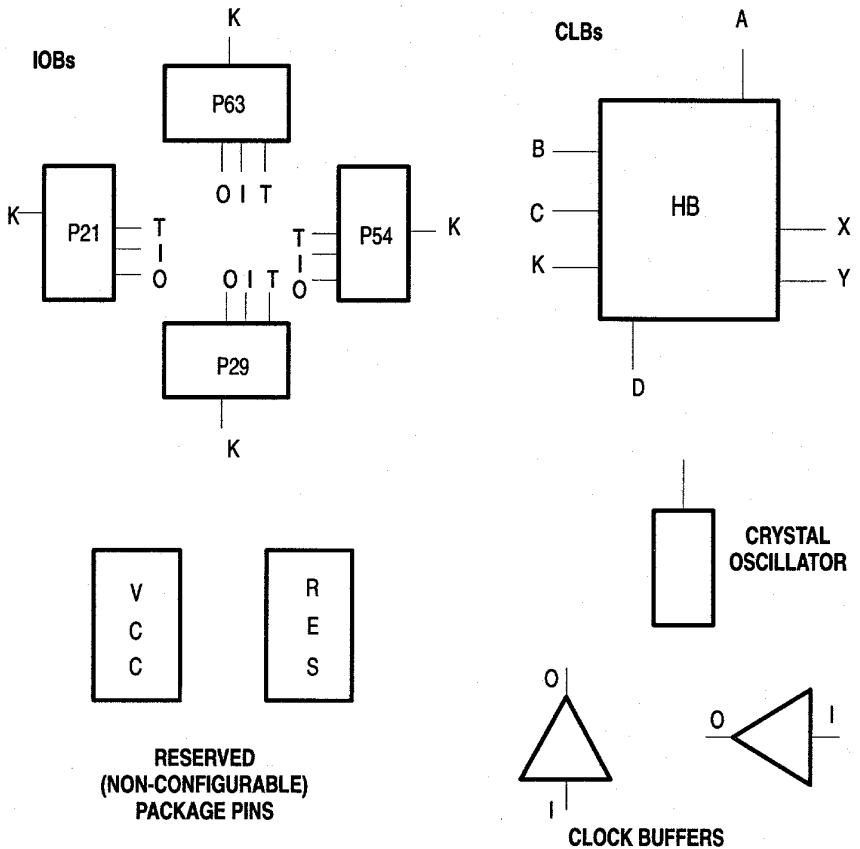 IOBs
K
P63
O I T
K
P21
T
I
O
T
I
O
P54
K
O I T
P29
K
CLBs
A
B
C
K
HB
X
Y
D
V
C
C
R
E
S
RESERVED
(NON-CONFIGURABLE)
PACKAGE PINS
CRYSTAL
OSCILLATOR
O
I
O
I
CLOCK BUFFERS